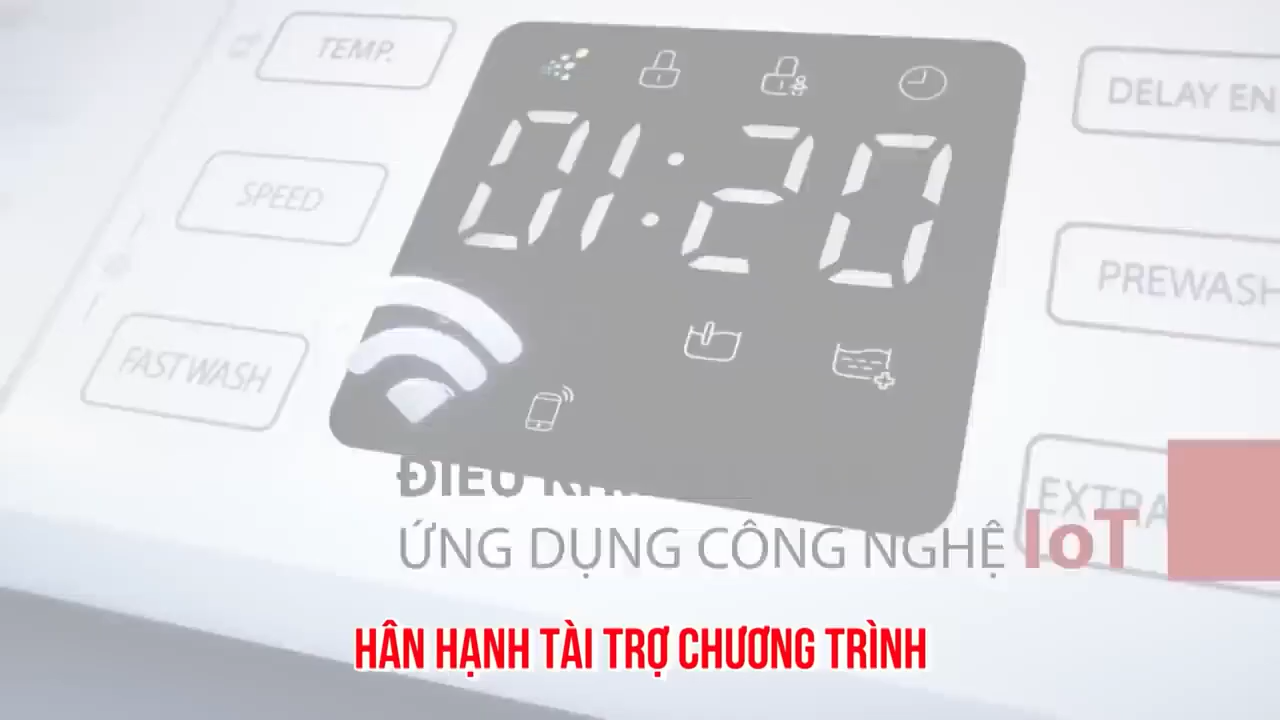 TEMP.
01:20
DELAY EN
SPEED
PREWASH
FAST WASH
EXTRA
ỨNG DỤNG CÔNG NGHỆ IoT
HÂN HẠNH TÀI TRỢ CHƯƠNG TRÌNH